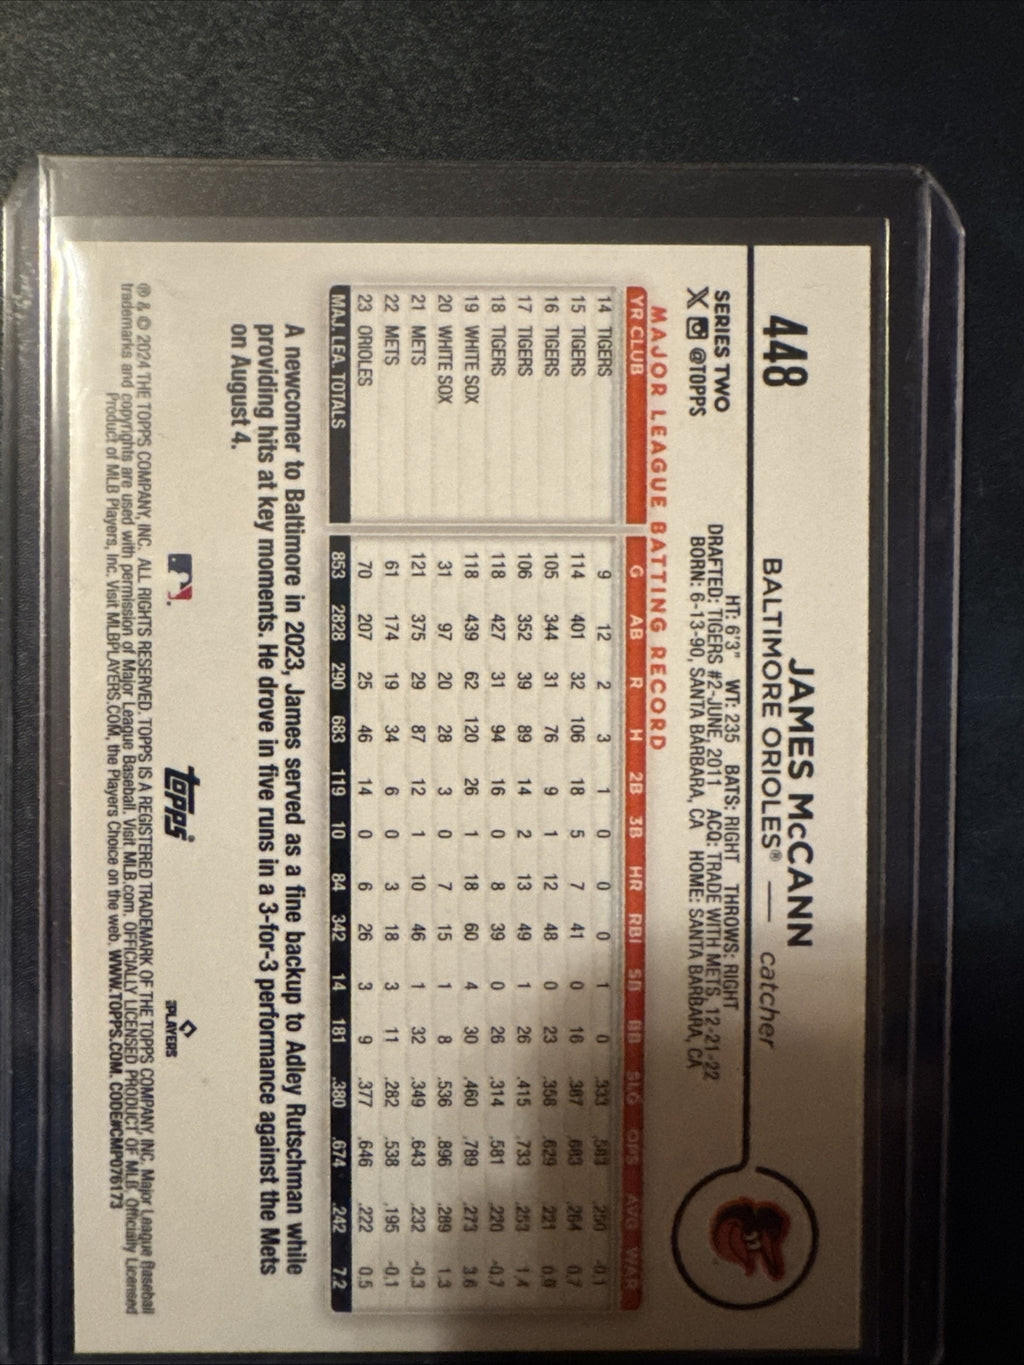 448
JAMES McCANN
BALTIMORE ORIOLES® — catcher
SERIES TWO
X @TOPPS
HT: 6'3" WT: 235 BATS: RIGHT THROWS: RIGHT
DRAFTED: TIGERS #2-JUNE, 2011 ACQ: TRADE WITH METS, 12-21-22
BORN: 6-13-90, SANTA BARBARA, CA HOME: SANTA BARBARA, CA
MAJOR LEAGUE BATTING RECORD
YR CLUB G AB R H 2B 3B HR RBI SB BB SLG OPS AVG WAR
14 TIGERS 9 12 2 3 1 0 0 0 1 0 .333 .583 .250 -0.1
15 TIGERS 114 401 32 106 18 5 7 41 0 16 .387 .683 .264 0.7
16 TIGERS 105 344 31 76 9 1 12 48 0 23 .358 .629 .221 0.9
17 TIGERS 106 352 39 89 14 2 13 49 1 26 .415 .733 .253 1.4
18 TIGERS 118 427 31 94 16 0 8 39 0 26 .314 .581 .220 -0.7
19 WHITE SOX 118 439 62 120 26 1 18 60 4 30 .460 .789 .273 3.6
20 WHITE SOX 31 97 20 28 3 0 7 15 1 8 .536 .896 .289 1.3
21 METS 121 375 29 87 12 1 10 46 1 32 .349 .643 .232 -0.3
22 METS 61 174 19 34 6 0 3 18 3 11 .282 .538 .195 -0.1
23 ORIOLES 70 207 25 46 14 0 6 26 3 9 .377 .646 .222 0.5
MAJ. LEA. TOTALS 853 2828 290 683 119 10 84 342 14 181 .380 .674 .242 7.2
A newcomer to Baltimore in 2023, James served as a fine backup to Adley Rutschman while
providing hits at key moments. He drove in five runs in a 3-for-3 performance against the Mets
on August 4.
topps
PLAYERS
® & © 2024 THE TOPPS COMPANY, INC. ALL RIGHTS RESERVED. TOPPS IS A REGISTERED TRADEMARK OF THE TOPPS COMPANY, INC. Major League Baseball
trademarks and copyrights are used with permission of Major League Baseball. Visit MLB.com. OFFICIALLY LICENSED PRODUCT OF MLB. Officially Licensed
Product of MLB Players, Inc. Visit MLBPLAYERS.COM, the Players Choice on the web. WWW.TOPPS.COM. CODE#CMP076173